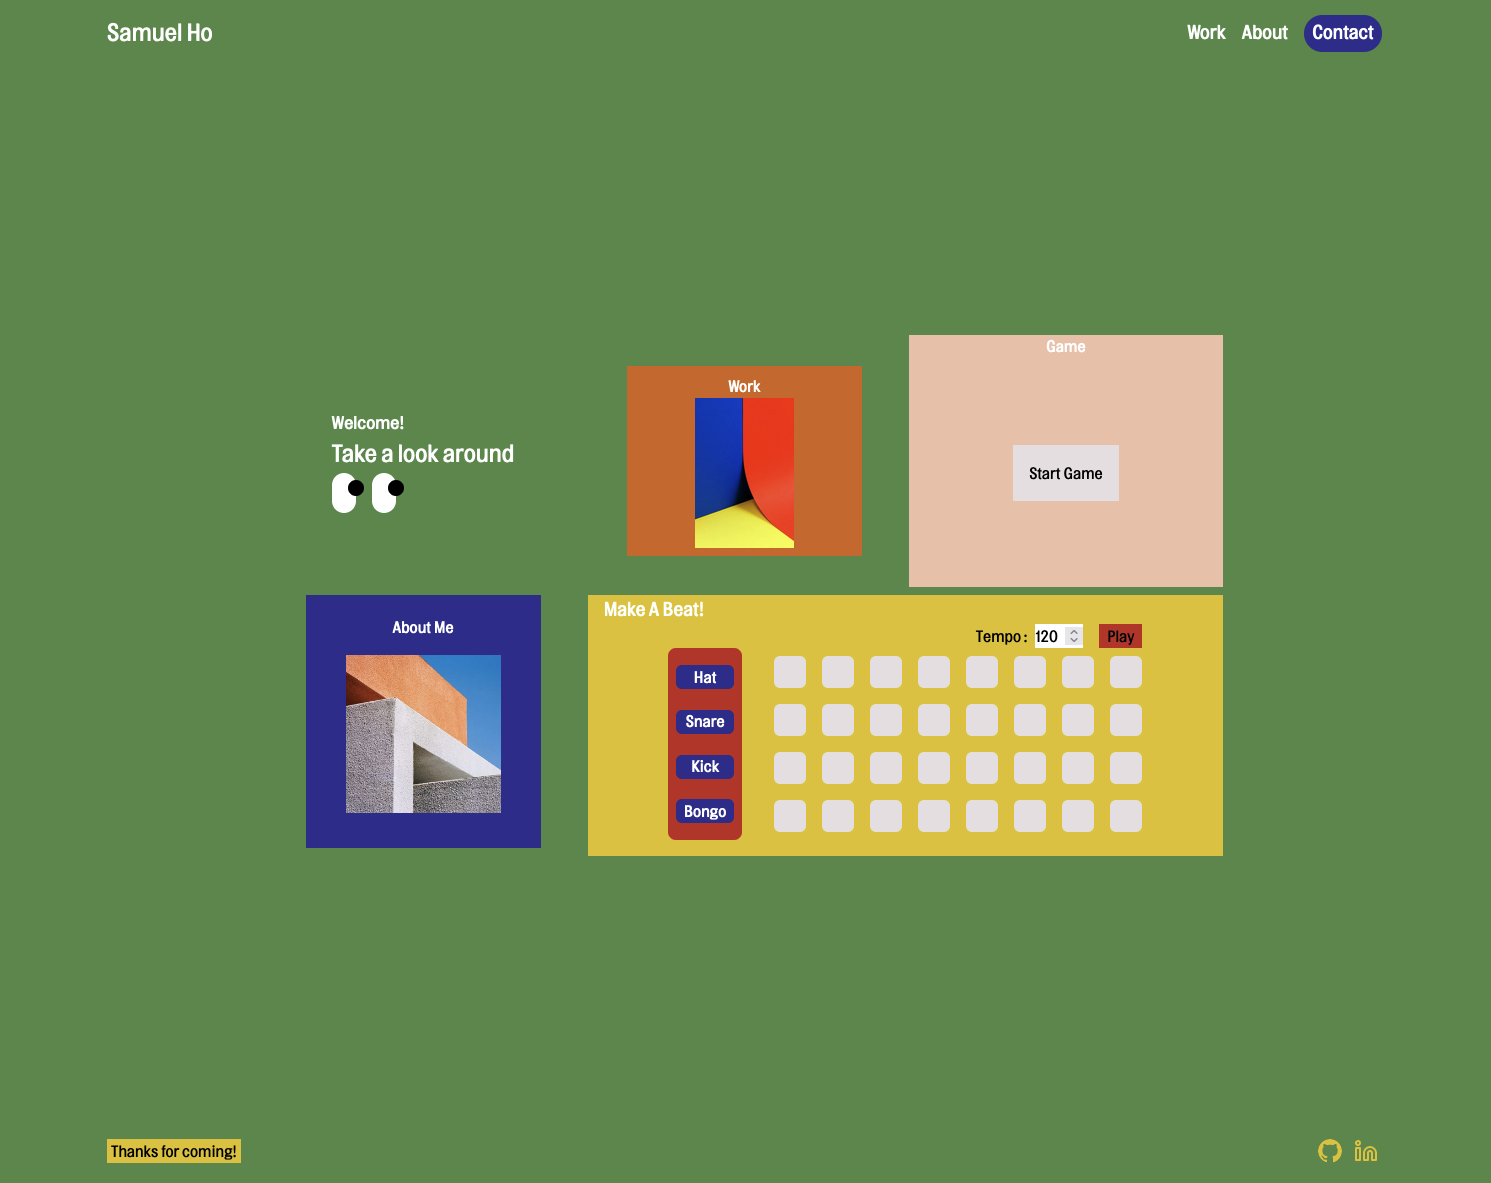 Samuel Ho
Work About Contact
Welcome!
Take a look around
Work
Game
Start Game
About Me
Make A Beat!
Tempo : 120 Play
Hat
Snare
Kick
Bongo
Thanks for coming!
in